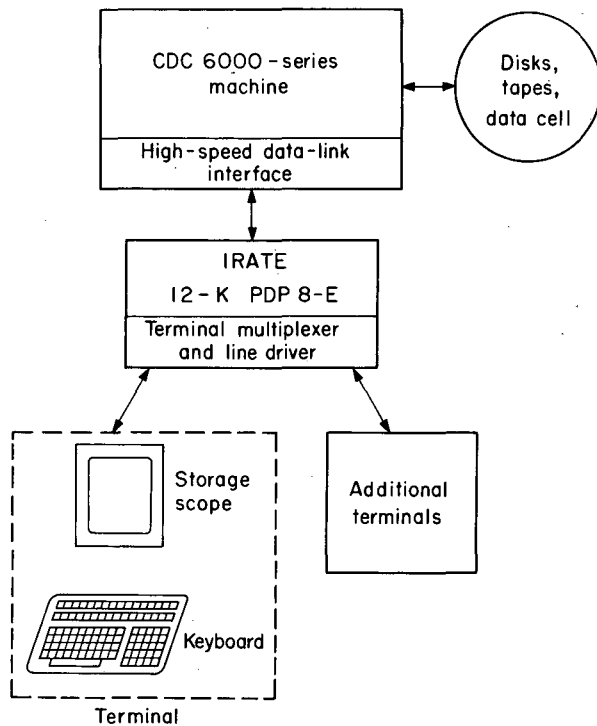 CDC 6000-series
machine
High-speed data-link
interface
Disks,
tapes,
data cell
IRATE
12-K PDP 8-E
Terminal multiplexer
and line driver
Storage
scope
Keyboard
Terminal
Additional
terminals